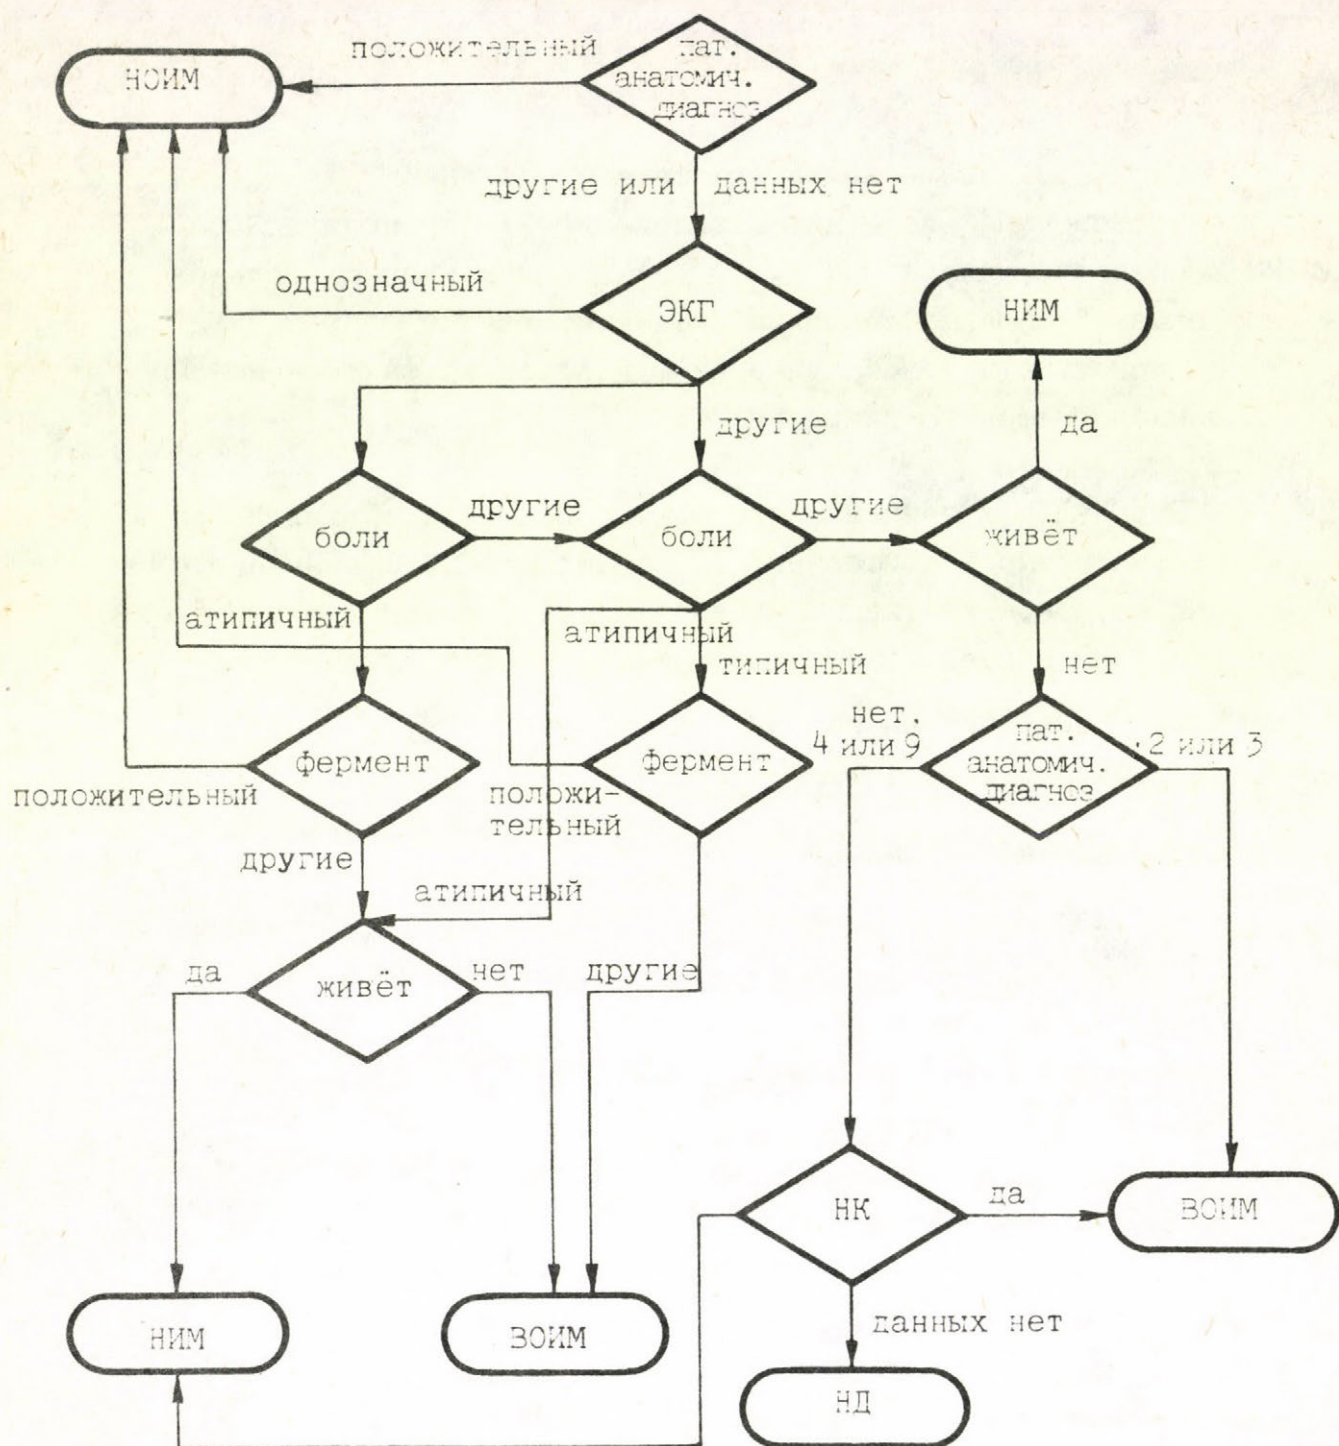 положительный
пат.
анатомич.
диагноз
НОИМ
другие или данных нет
однозначный
ЭКГ
НИМ
другие
да
боли
другие
боли
другие
живёт
атипичный
атипичный
типичный
нет
нет.
4 или 9
пат.
анатомич.
диагноз
2 или 3
фермент
фермент
положительный
положи-
тельный
другие
атипичный
да
живёт
нет
другие
НК
да
ВОИМ
НИМ
ВОИМ
данных нет
НД